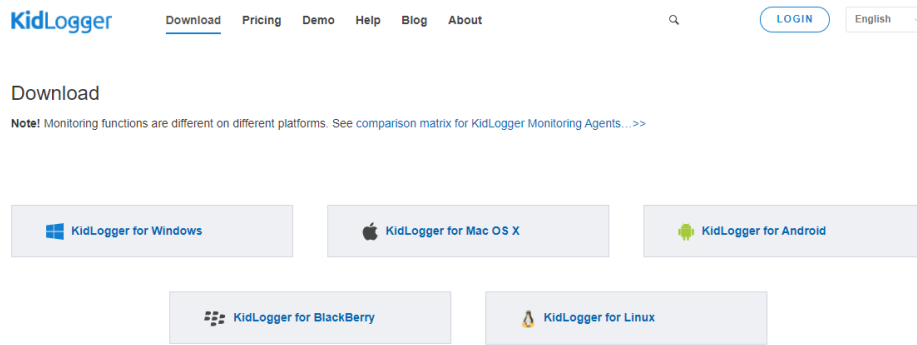 KidLogger Download Pricing Demo Help Blog About LOGIN English
Download
Note! Monitoring functions are different on different platforms. See comparison matrix for KidLogger Monitoring Agents...>>
KidLogger for Windows KidLogger for Mac OS X KidLogger for Android
KidLogger for BlackBerry KidLogger for Linux